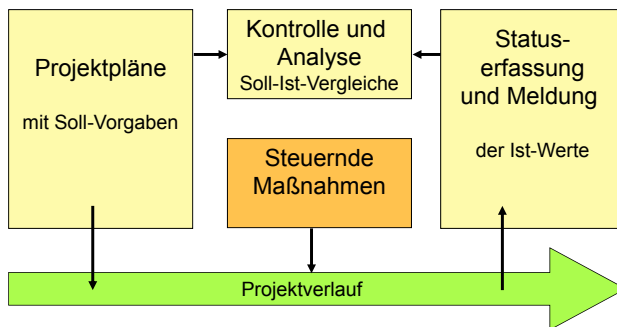 Projektpläne
mit Soll-Vorgaben
Kontrolle und
Analyse
Soll-Ist-Vergleiche
Status-
erfassung
und Meldung
der Ist-Werte
Steuernde
Maßnahmen
Projektverlauf